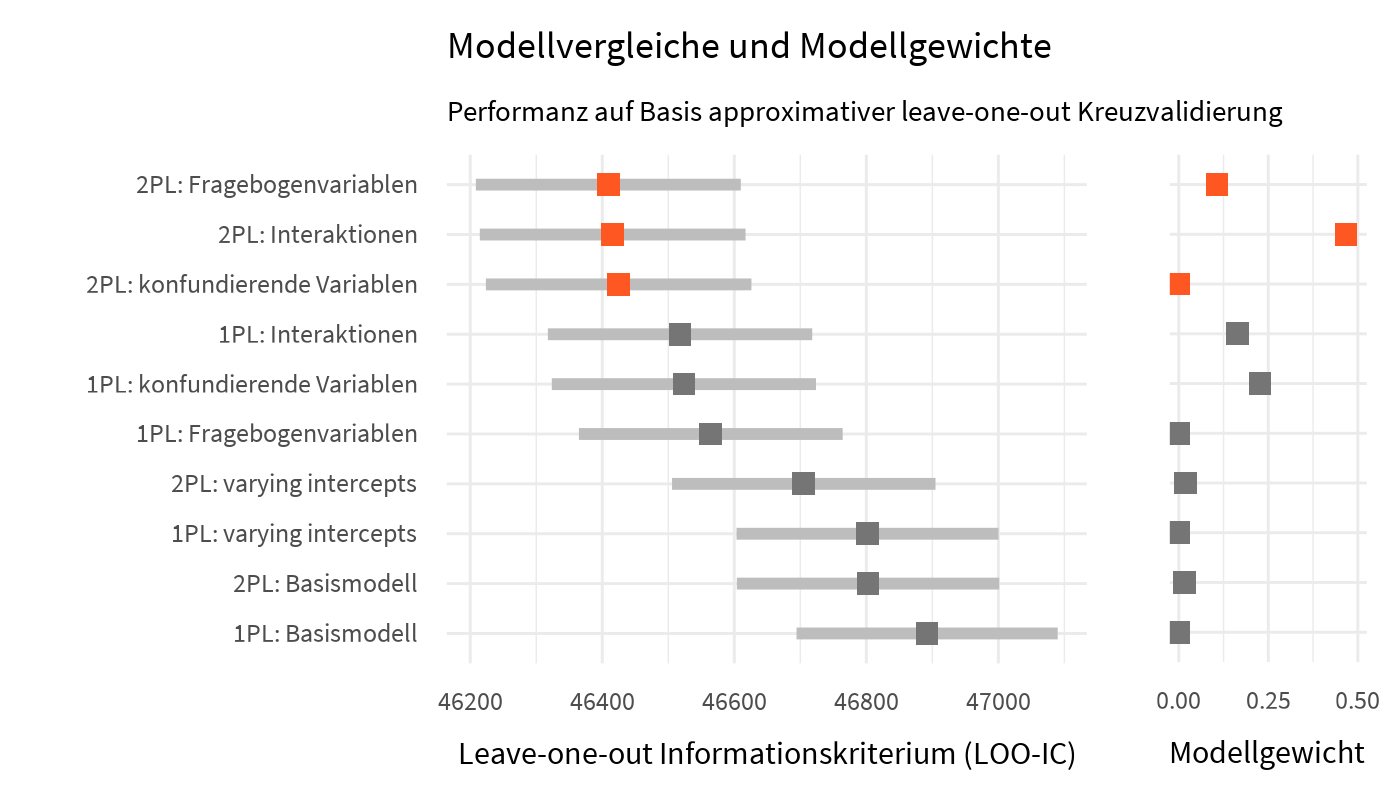 Modellvergleiche und Modellgewichte
Performanz auf Basis approximativer leave-one-out Kreuzvalidierung
2PL: Fragebogenvariablen
2PL: Interaktionen
2PL: konfundierende Variablen
1PL: Interaktionen
1PL: konfundierende Variablen
1PL: Fragebogenvariablen
2PL: varying intercepts
1PL: varying intercepts
2PL: Basismodell
1PL: Basismodell
46200 46400 46600 46800 47000
Leave-one-out Informationskriterium (LOO-IC)
0.00 0.25 0.50
Modellgewicht